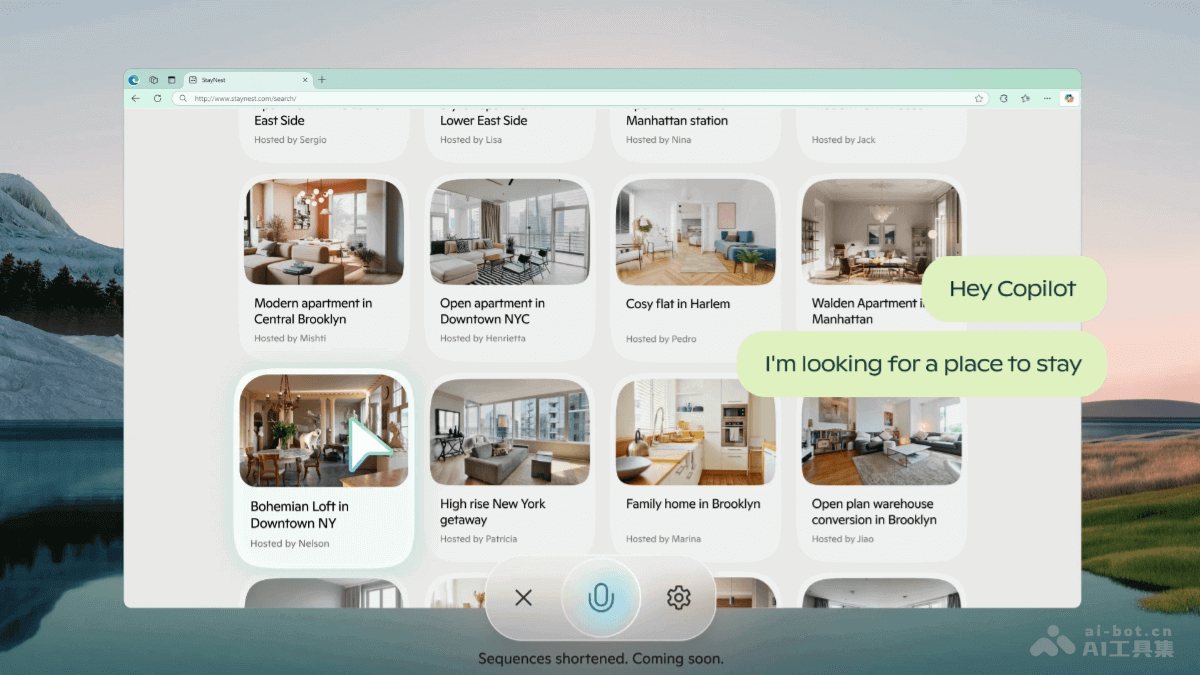 StayNest
http://www.staynest.com/search/
East Side
Hosted by Sergio
Lower East Side
Hosted by Lisa
Manhattan station
Hosted by Nina
Hosted by Jack
Modern apartment in
Central Brooklyn
Hosted by Mishti
Open apartment in
Downtown NYC
Hosted by Henrietta
Cosy flat in Harlem
Hosted by Pedro
Walden Apartment
Manhattan
Hey Copilot
I'm looking for a place to stay
Bohemian Loft in
Downtown NY
Hosted by Nelson
High rise New York
getaway
Hosted by Patrícia
Family home in Brooklyn
Hosted by Marina
Open plan warehouse
conversion in Brooklyn
Hosted by Jiao
Sequences shortened. Coming soon.
ai-bot.cn
AI工具集